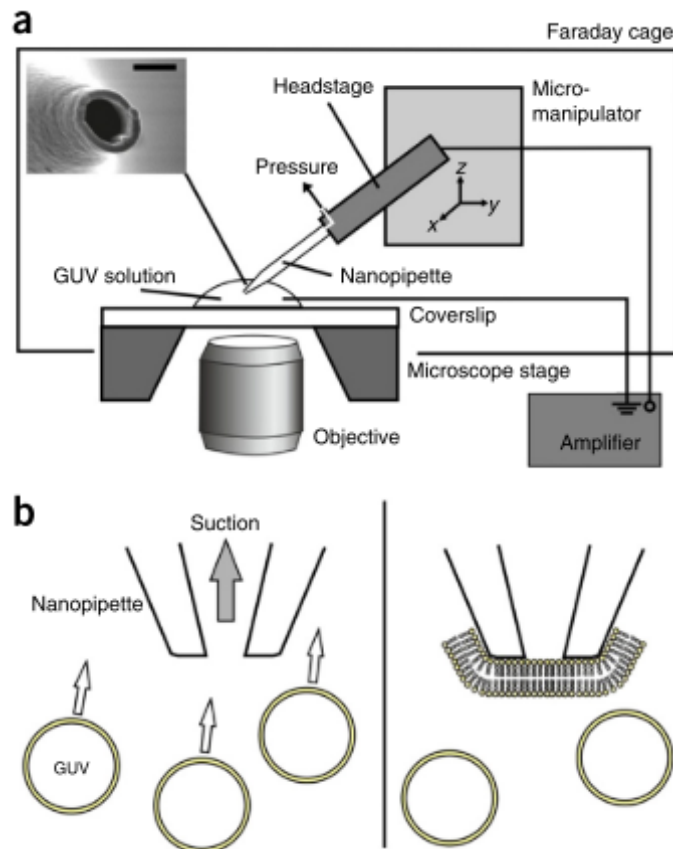 a
Faraday cage
Headstage
Micro-
manipulator
Pressure
z
x
y
GUV solution
Nanopipette
Coverslip
Microscope stage
Objective
Amplifier
b
Suction
Nanopipette
GUV